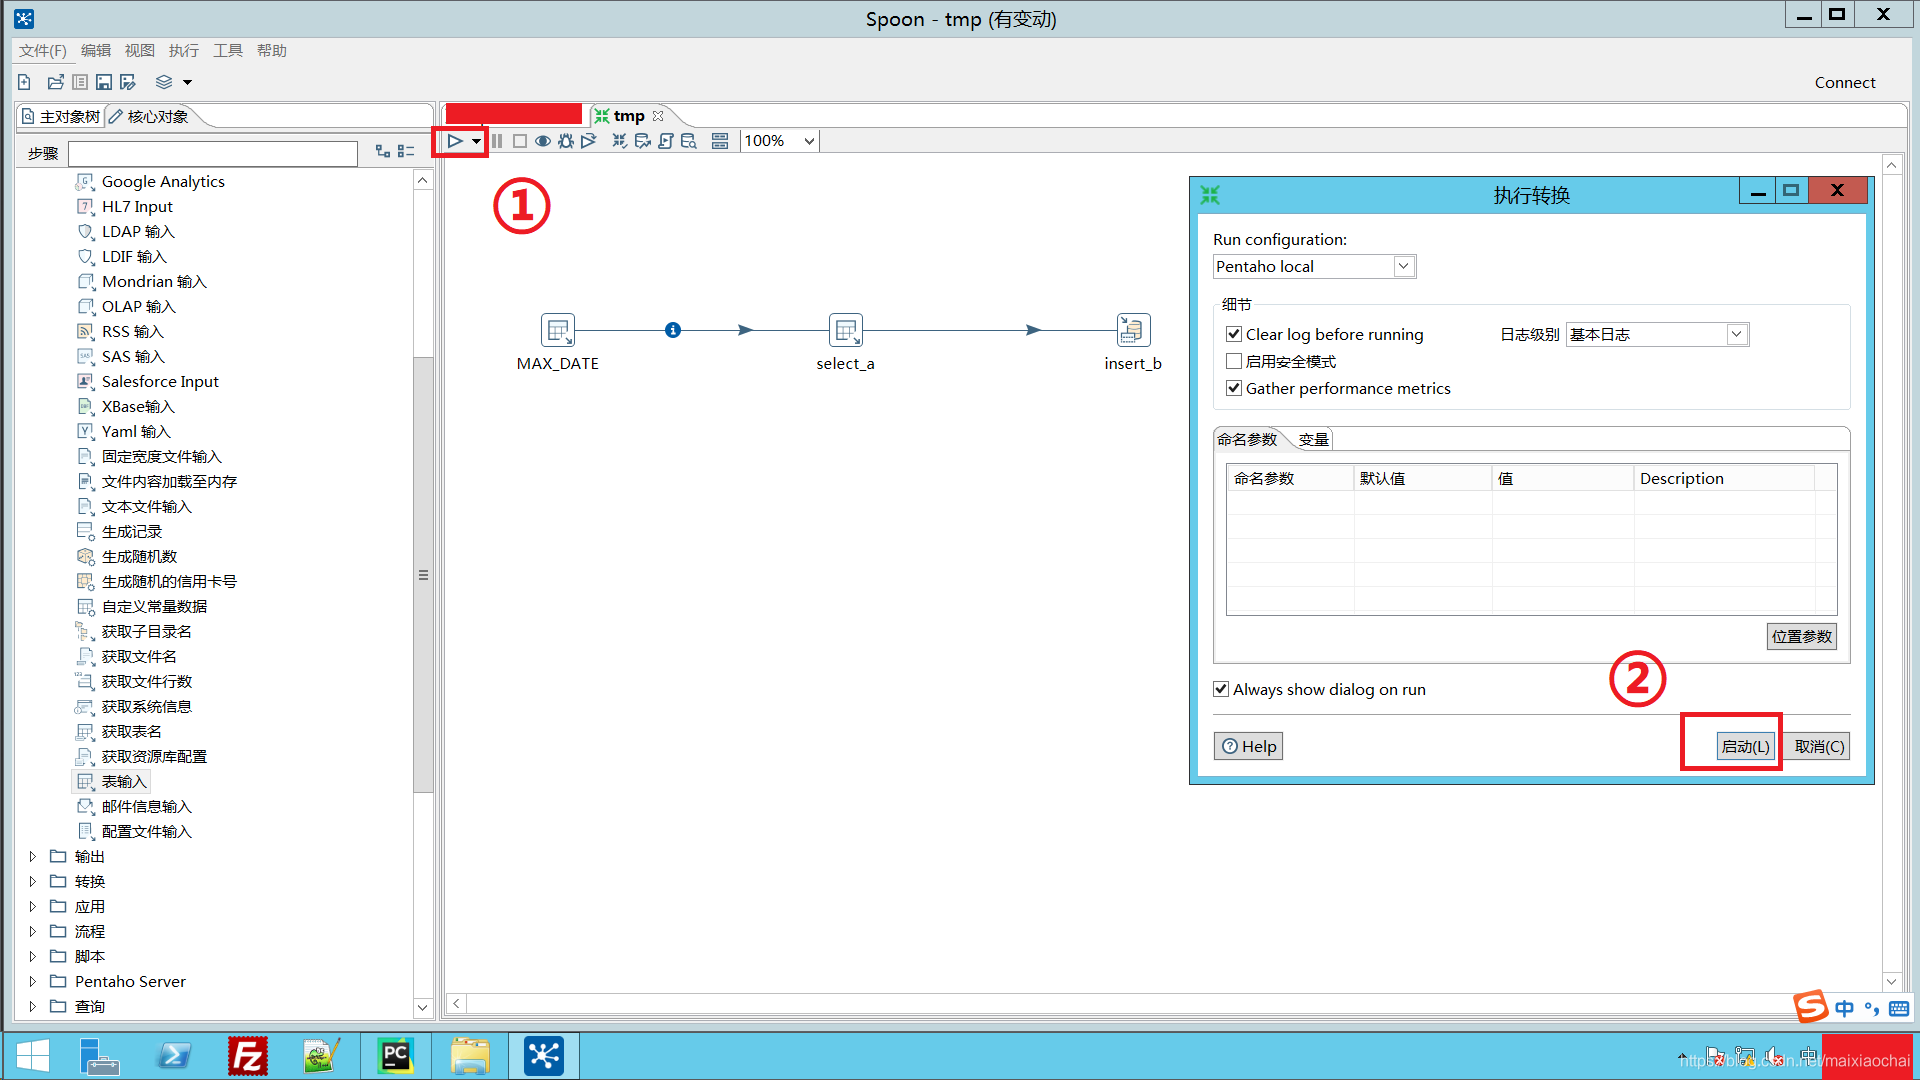 Spoon - tmp (有变动)
文件(F) 编辑 视图 执行 工具 帮助
Connect
主对象树 核心对象
tmp
100%
步骤
Google Analytics
HL7 Input
LDAP 输入
LDIF 输入
Mondrian 输入
OLAP 输入
RSS 输入
SAS 输入
Salesforce Input
XBase输入
Yaml 输入
固定宽度文件输入
文件内容加载至内存
文本文件输入
生成记录
生成随机数
生成随机的信用卡号
自定义常量数据
获取子目录名
获取文件名
获取文件行数
获取系统信息
获取表名
获取资源库配置
表输入
邮件信息输入
配置文件输入
输出
转换
应用
流程
脚本
Pentaho Server
查询
①
MAX_DATE
select_a
insert_b
执行转换
Run configuration:
Pentaho local
细节
Clear log before running
日志级别 基本日志
启用安全模式
Gather performance metrics
命名参数 变量
命名参数 默认值 值 Description
位置参数
②
Always show dialog on run
Help
启动(L) 取消(C)
中
PC
中
https://blog.csdn.net/maixiaochai